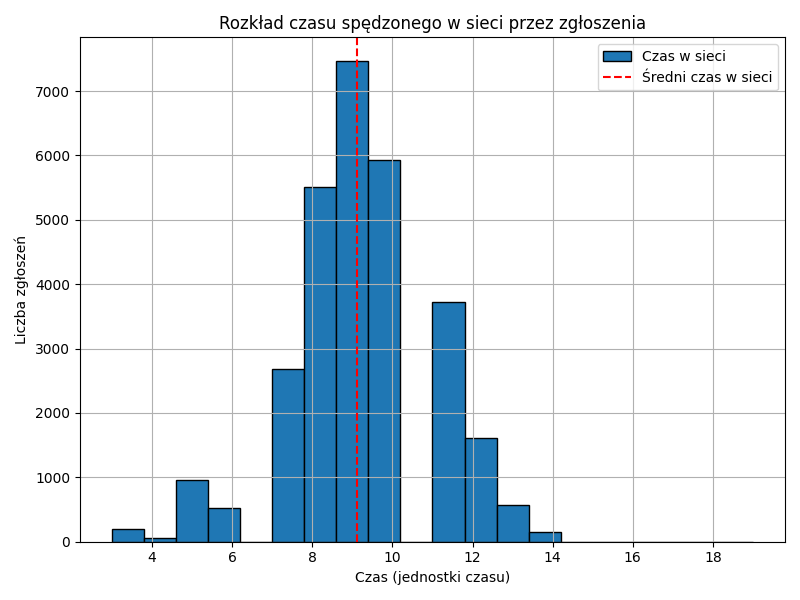 Rozkład czasu spędzonego w sieci przez zgłoszenia
Czas w sieci
Średni czas w sieci
Liczba zgłoszeń
7000
6000
5000
4000
3000
2000
1000
0
4 6 8 10 12 14 16 18
Czas (jednostki czasu)